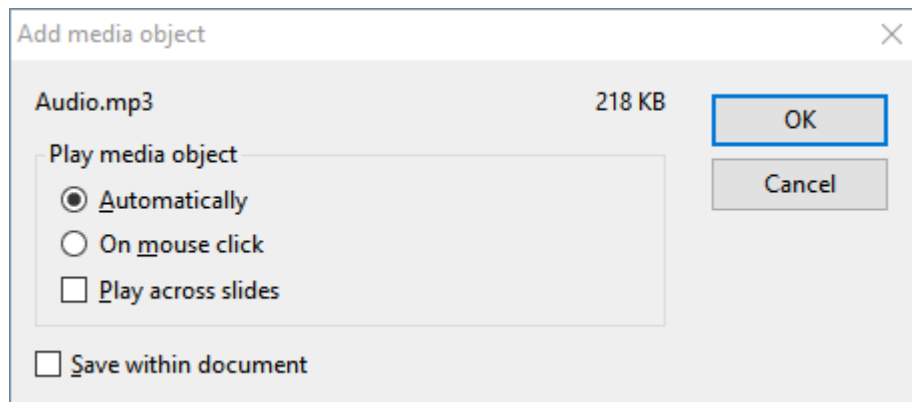 Add media object
Audio.mp3 218 KB
OK
Play media object
Automatically
Cancel
On mouse click
Play across slides
Save within document